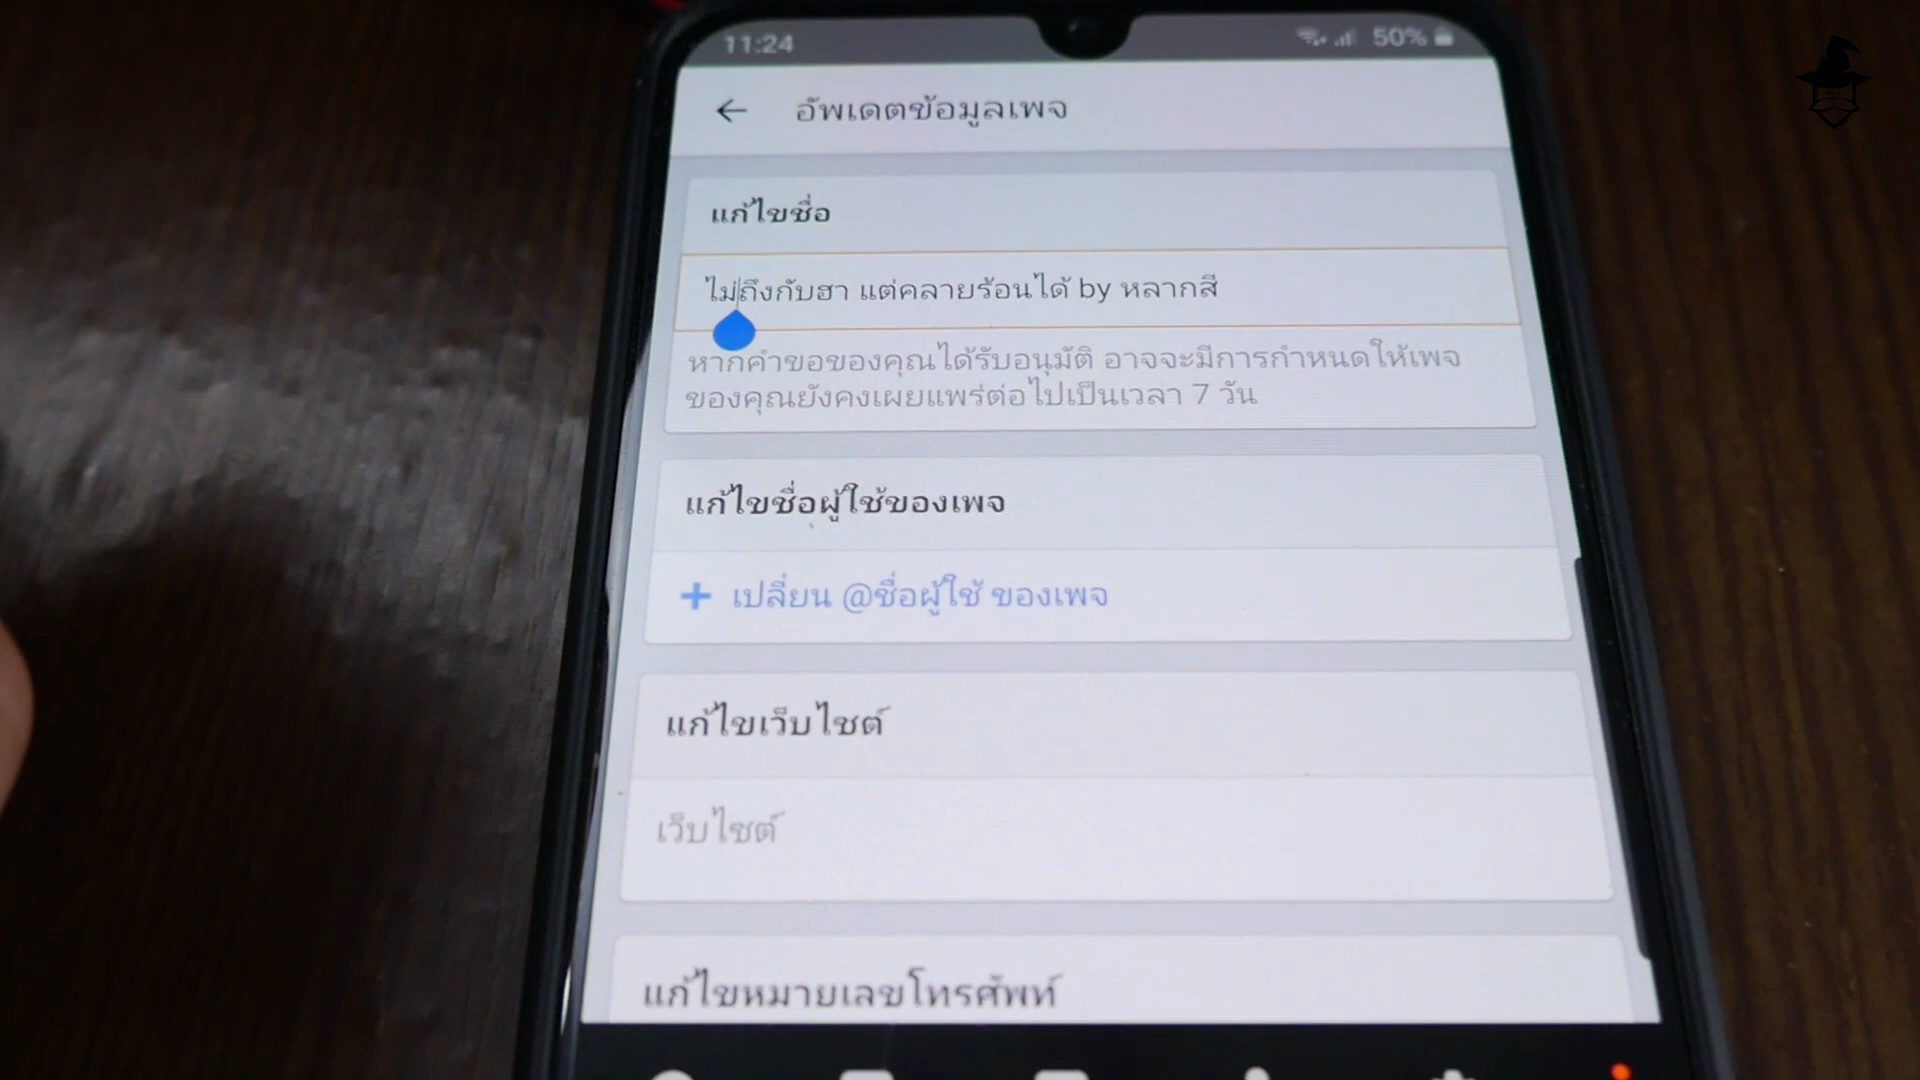 11:24
50%
อัพเดตข้อมูลเพจ
แก้ไขชื่อ
ไม่ถึงกับฮา แต่คลายร้อนได้ by หลากสี
หากคำขอของคุณได้รับอนุมัติ อาจจะมีการกำหนดให้เพจ
ของคุณยังคงเผยแพร่ต่อไปเป็นเวลา 7 วัน
แก้ไขชื่อผู้ใช้ของเพจ
+ เปลี่ยน @ชื่อผู้ใช้ ของเพจ
แก้ไขเว็บไซต์
เว็บไซต์
แก้ไขหมายเลขโทรศัพท์